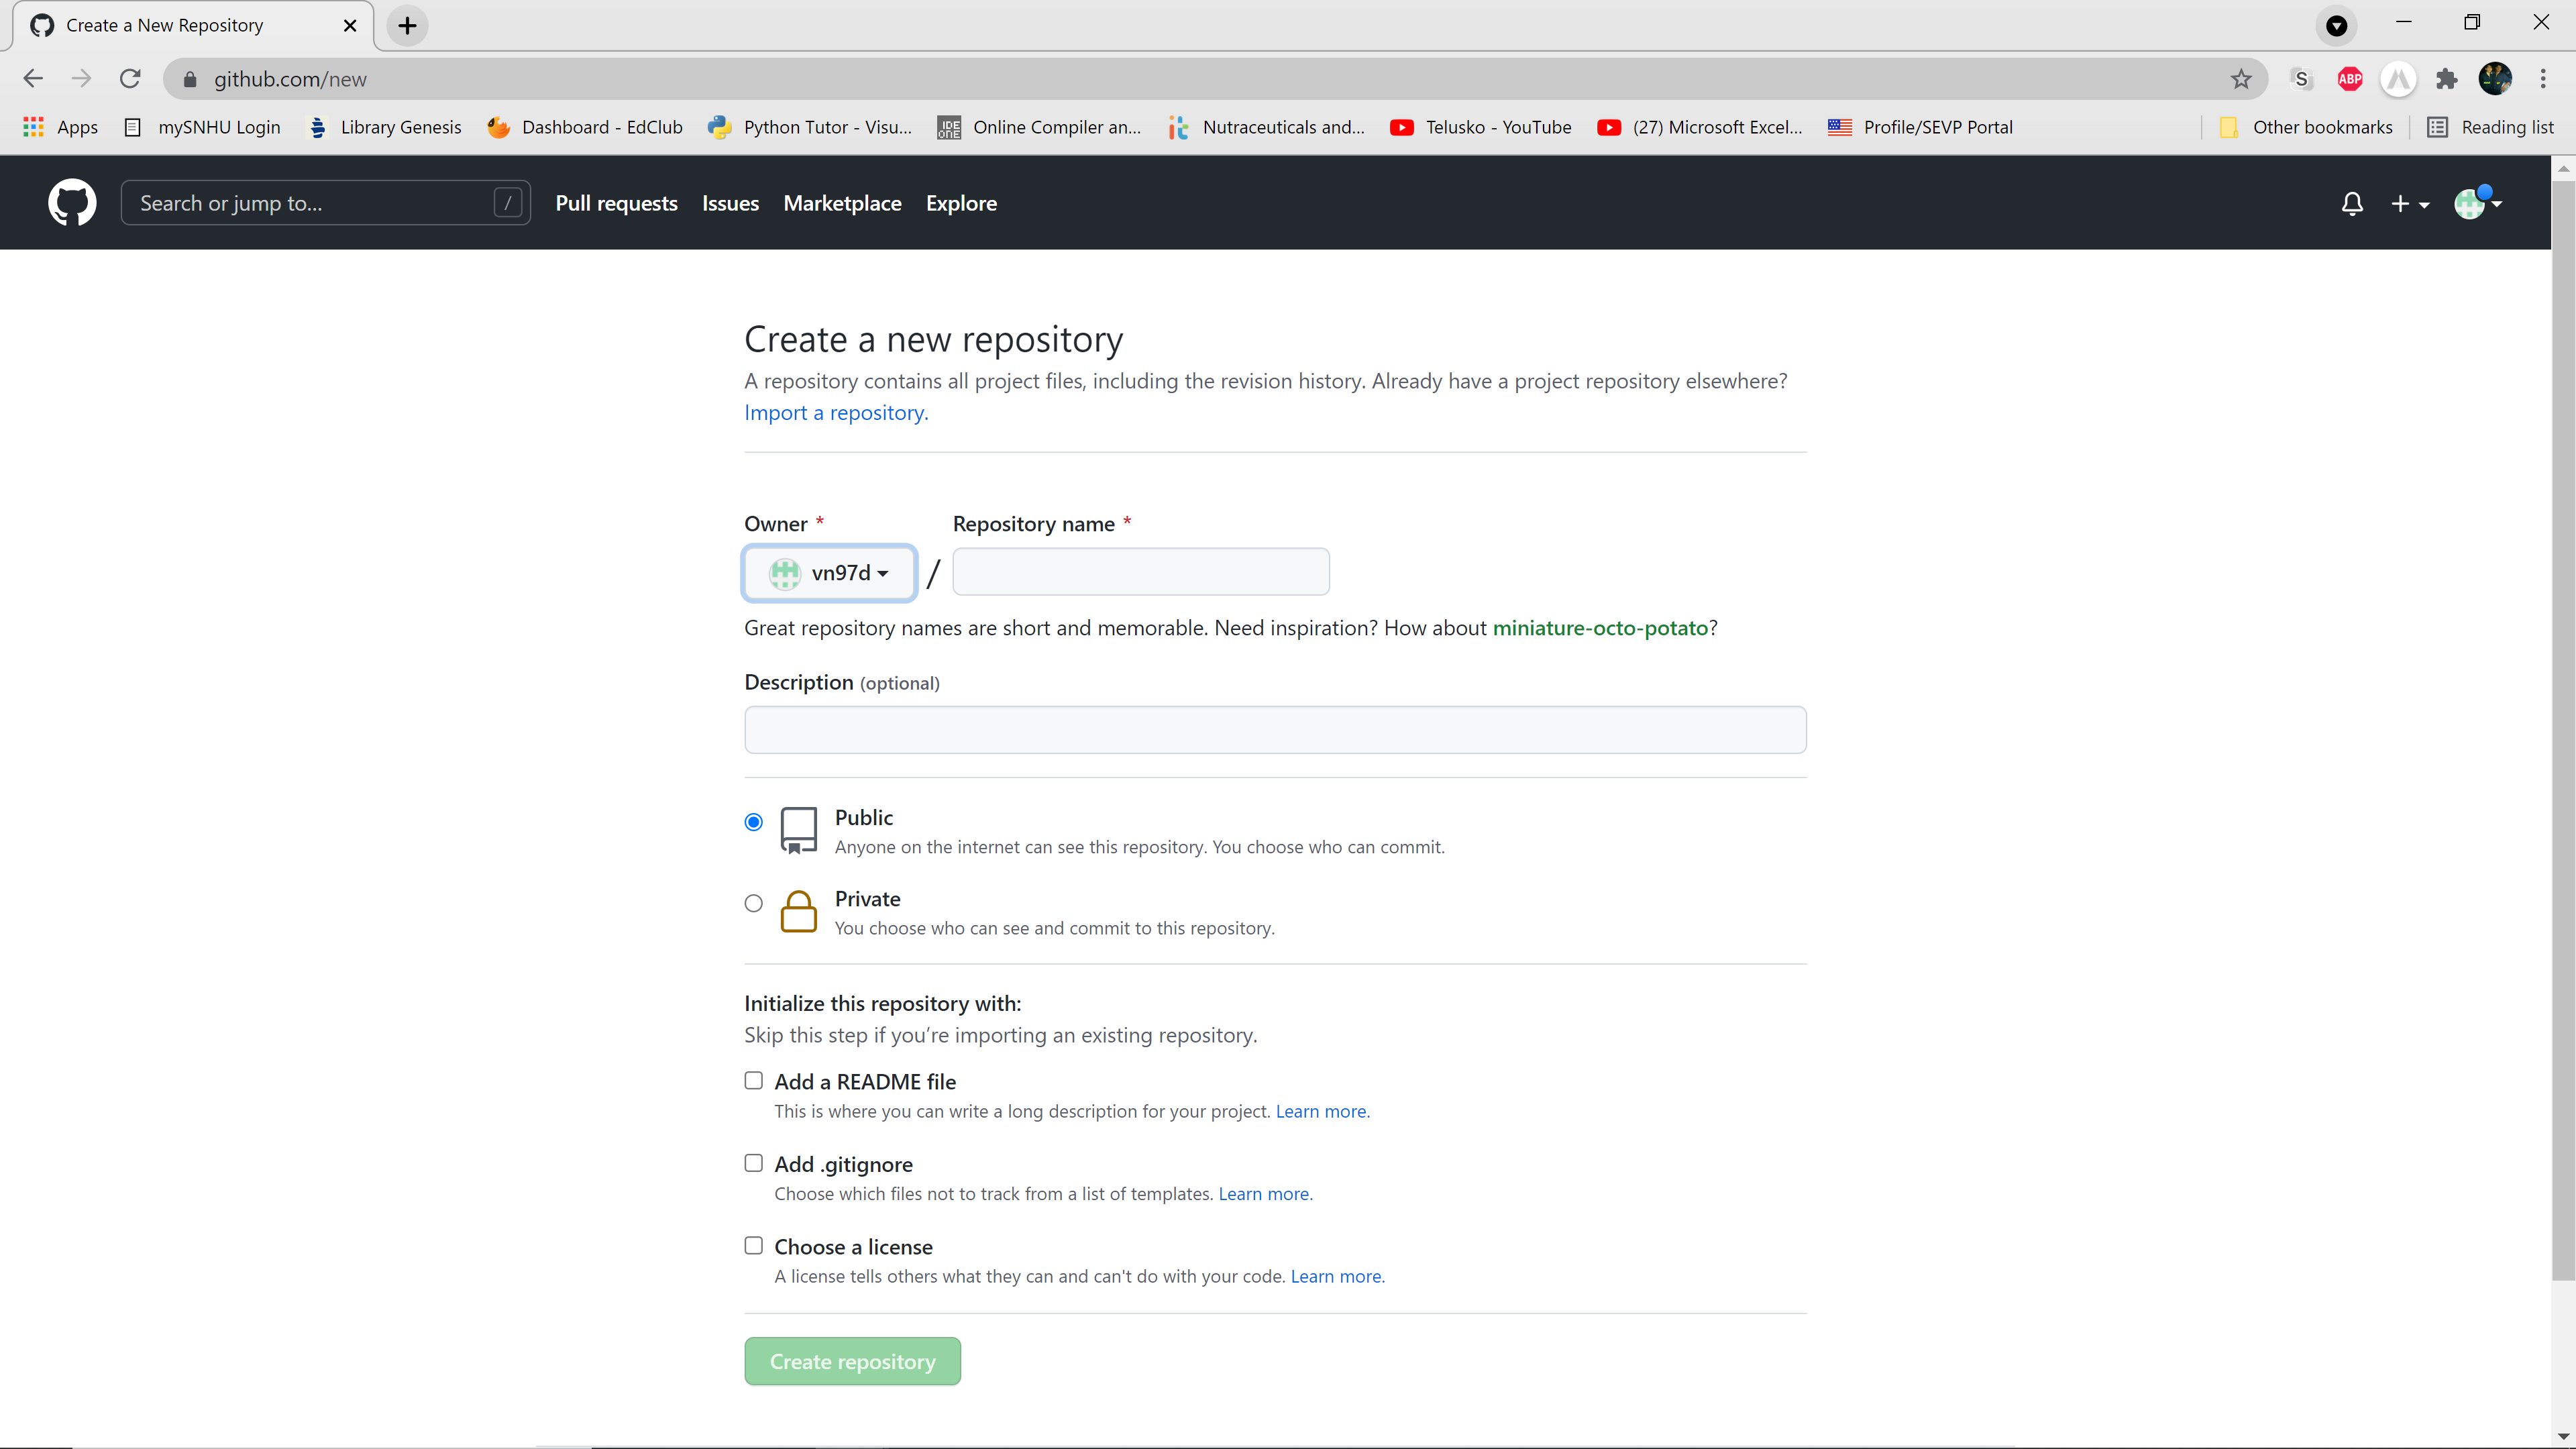 Create a New Repository
github.com/new
Apps mySNHU Login Library Genesis Dashboard - EdClub Python Tutor - Visu... Online Compiler an... Nutraceuticals and... Telusko - YouTube (27) Microsoft Excel... Profile/SEVP Portal Other bookmarks Reading list
S ABP
IDE ONE
Search or jump to... / Pull requests Issues Marketplace Explore
Create a new repository
A repository contains all project files, including the revision history. Already have a project repository elsewhere?
Import a repository.
Owner * Repository name *
vn97d /
Great repository names are short and memorable. Need inspiration? How about miniature-octo-potato?
Description (optional)
Public
Anyone on the internet can see this repository. You choose who can commit.
Private
You choose who can see and commit to this repository.
Initialize this repository with:
Skip this step if you’re importing an existing repository.
Add a README file
This is where you can write a long description for your project. Learn more.
Add .gitignore
Choose which files not to track from a list of templates. Learn more.
Choose a license
A license tells others what they can and can't do with your code. Learn more.
Create repository